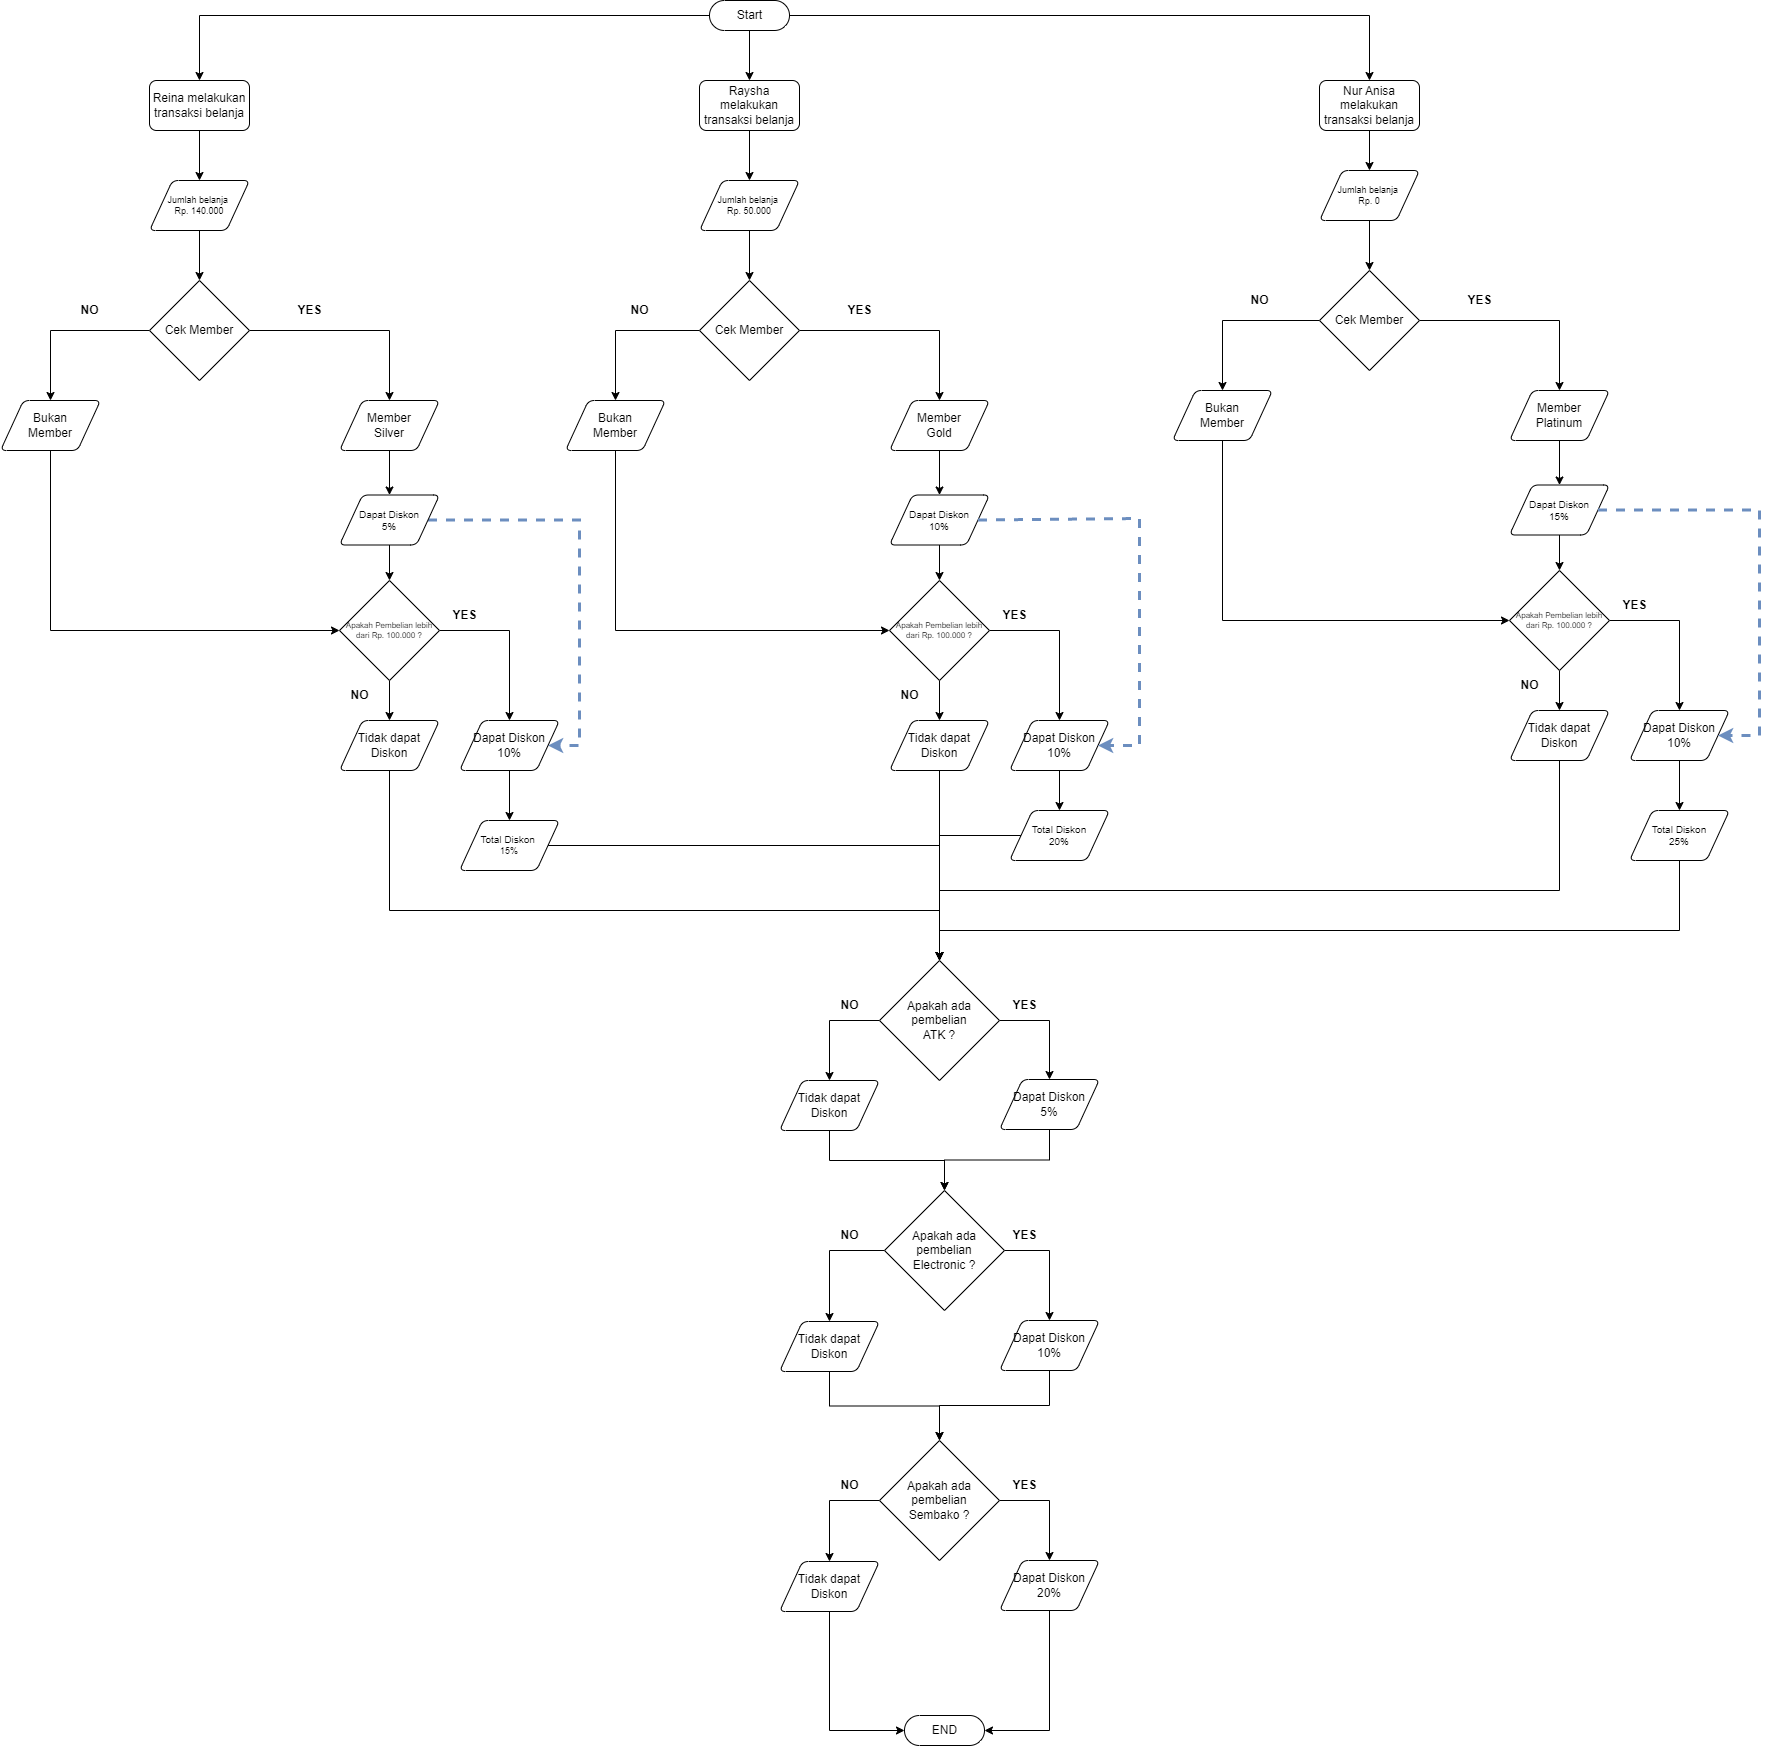 Start
Reina melakukan
transaksi belanja
Raysha
melakukan
transaksi belanja
Nur Anisa
melakukan
transaksi belanja
Jumlah belanja
Rp. 140.000
Jumlah belanja
Rp. 50.000
Jumlah belanja
Rp. 0
NO
Cek Member
YES
NO
Cek Member
YES
NO
Cek Member
YES
Bukan
Member
Member
Silver
Bukan
Member
Member
Gold
Bukan
Member
Member
Platinum
Dapat Diskon
5%
Dapat Diskon
10%
Dapat Diskon
15%
Apakah Pembelian lebih
dari Rp. 100.000 ?
YES
NO
Apakah Pembelian lebih
dari Rp. 100.000 ?
YES
NO
Apakah Pembelian lebih
dari Rp. 100.000 ?
YES
NO
Tidak dapat
Diskon
Dapat Diskon
10%
Tidak dapat
Diskon
Dapat Diskon
10%
Tidak dapat
Diskon
Dapat Diskon
10%
Total Diskon
15%
Total Diskon
20%
Total Diskon
25%
NO
Apakah ada
pembelian
ATK ?
YES
Tidak dapat
Diskon
Dapat Diskon
5%
NO
Apakah ada
pembelian
Electronic ?
YES
Tidak dapat
Diskon
Dapat Diskon
10%
NO
Apakah ada
pembelian
Sembako ?
YES
Tidak dapat
Diskon
Dapat Diskon
20%
END